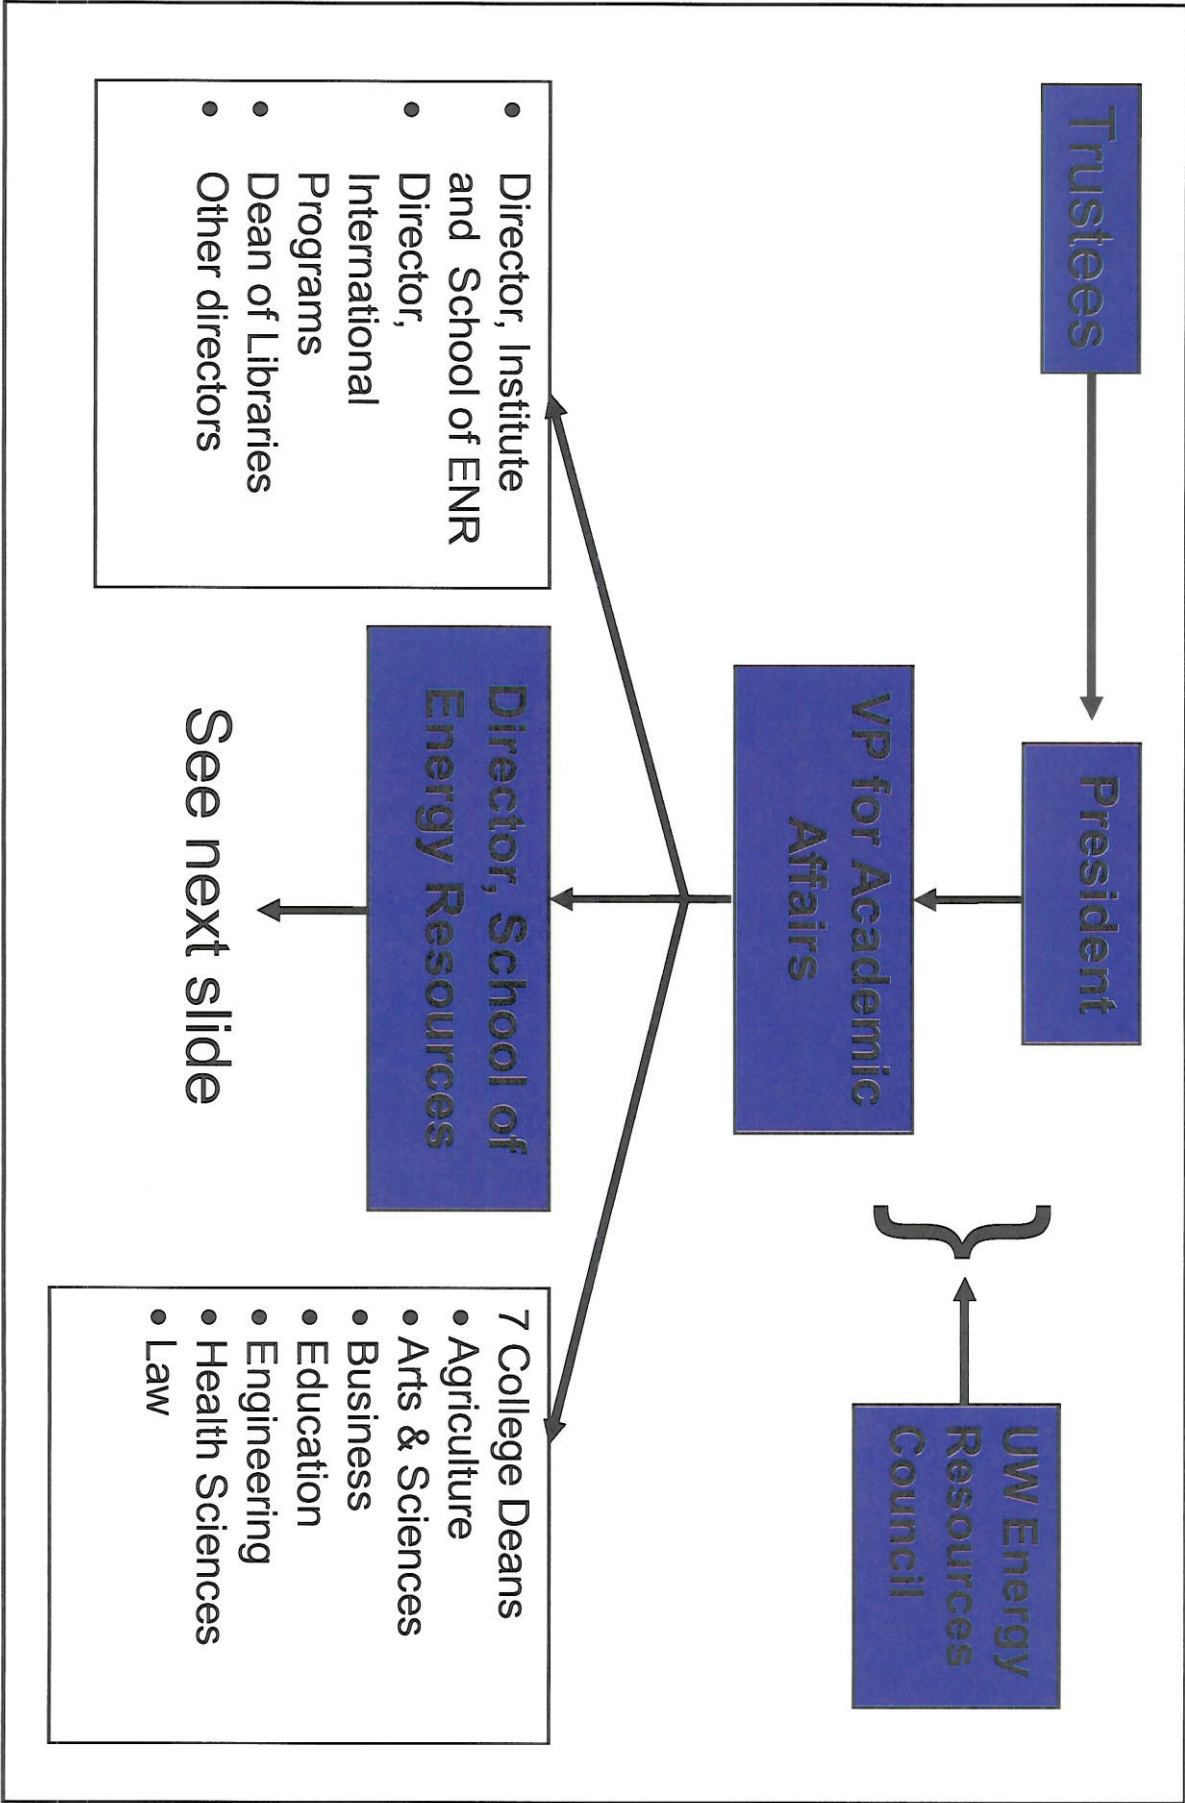 Trustees
President
UW Energy
Resources
Council
VP for Academic
Affairs
• Director, Institute
and School of ENR
• Director,
International
Programs
• Dean of Libraries
• Other directors
Director, School of
Energy Resources
See next slide
7 College Deans
• Agriculture
• Arts & Sciences
• Business
• Education
• Engineering
• Health Sciences
• Law